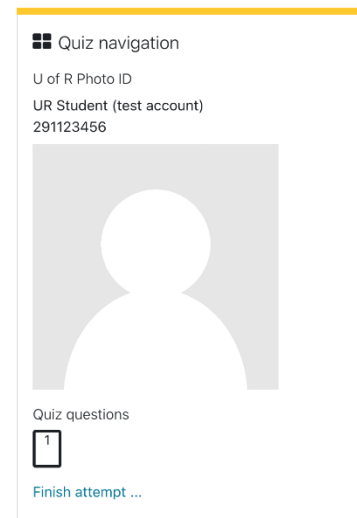 Quiz navigation
U of R Photo ID
UR Student (test account)
291123456
Quiz questions
1
Finish attempt ...